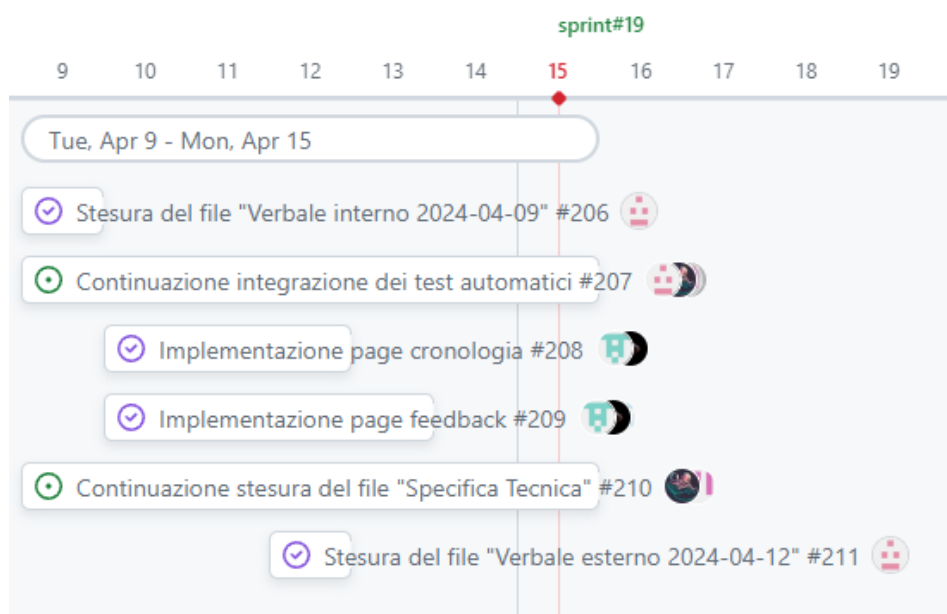 sprint#19
9 10 11 12 13 14 15 16 17 18 19
Tue, Apr 9 - Mon, Apr 15
Stesura del file "Verbale interno 2024-04-09" #206
Continuazione integrazione dei test automatici #207
Implementazione page cronologia #208
Implementazione page feedback #209
Continuazione stesura del file "Specifica Tecnica" #210
Stesura del file "Verbale esterno 2024-04-12" #211